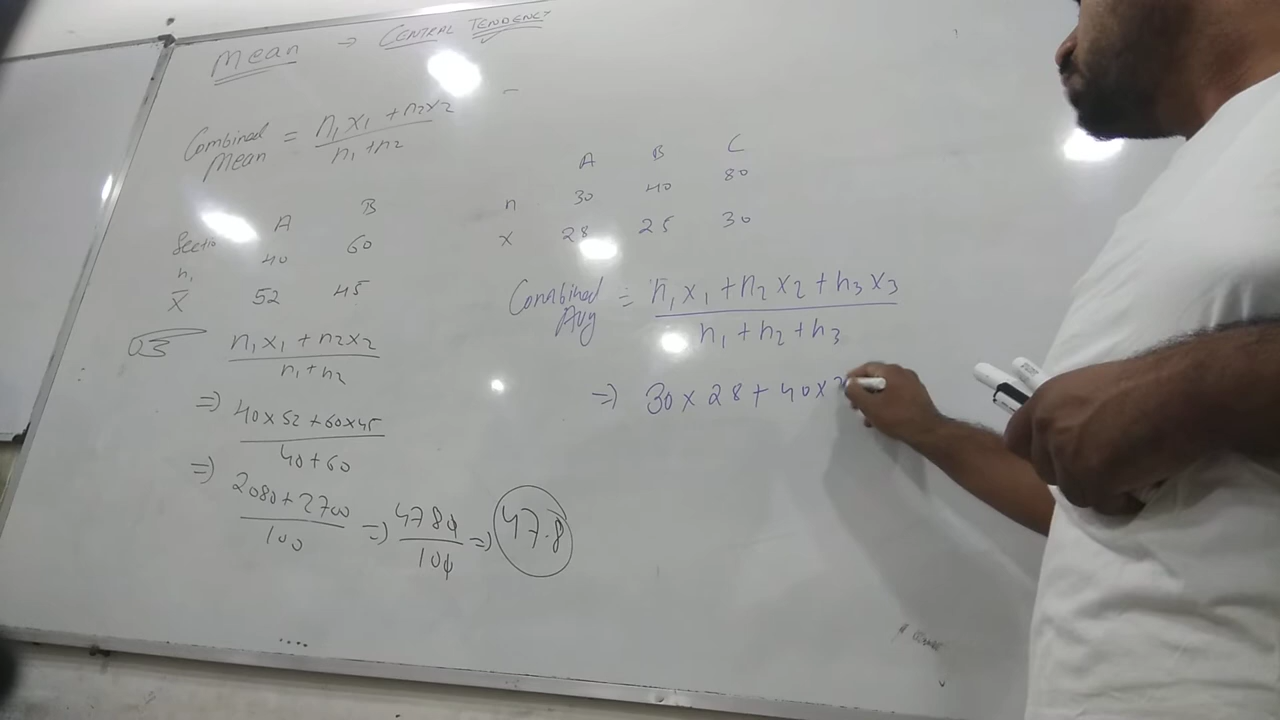 Mean → CENTRAL TENDENCY
Combined Mean = n₁x₁ + n₂x₂ / n₁ + n₂
A B
n₁ 40 60
X̄ 52 45
n₁x₁ + n₂x₂ / n₁ + n₂
=> 40 x 52 + 60 x 45 / 40 + 60
=> 2080 + 2700 / 100 => 4780 / 100 => 47.8
A B C
n 30 40 80
x 28 25 30
Combined Avg = n₁x₁ + n₂x₂ + n₃x₃ / n₁ + n₂ + n₃
=> 30 x 28 + 40 x